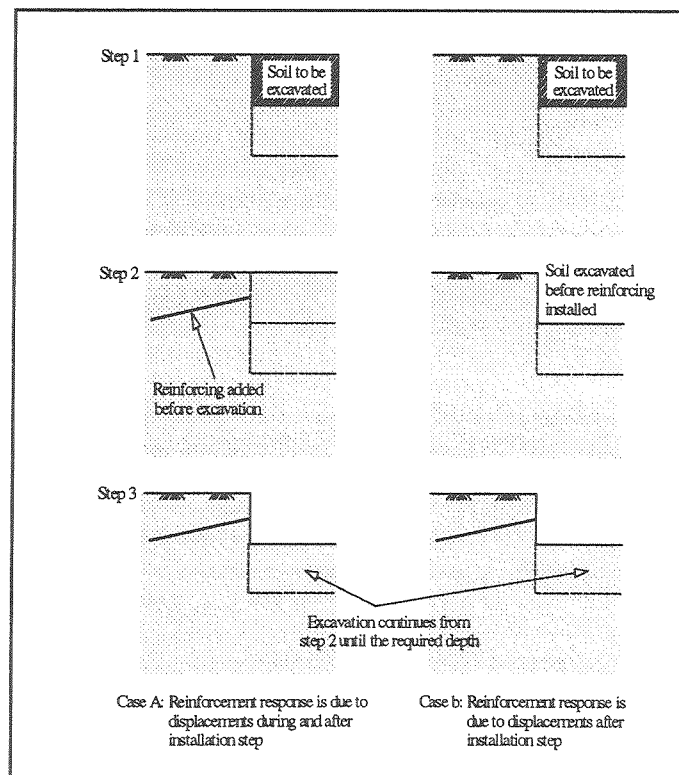 Step 1
Soil to be
excavated
Soil to be
excavated
Step 2
Reinforcing added
before excavation
Soil excavated
before reinforcing
installed
Step 3
Excavation continues from
step 2 until the required depth
Case A: Reinforcement response is due to
displacements during and after
installation step
Case b: Reinforcement response is
due to displacements after
installation step